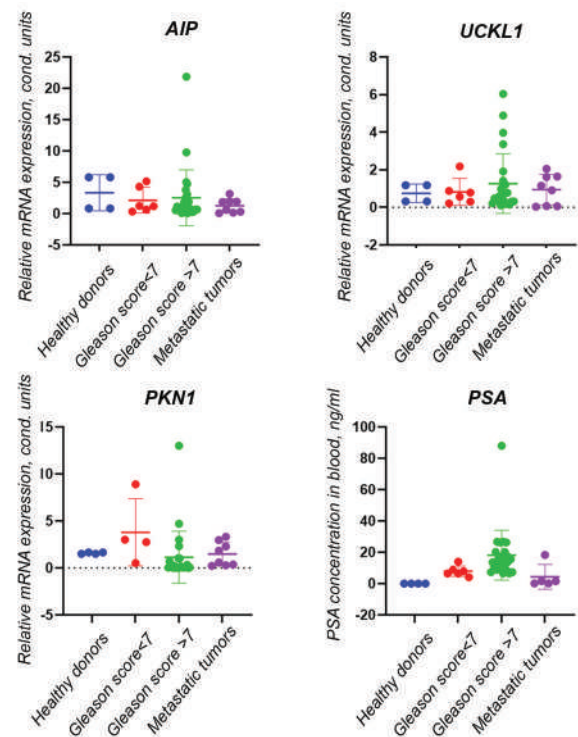 AIP
Relative mRNA expression, cond. units
25
20
15
10
5
0
-5
Healthy donors
Gleason score<7
Gleason score >7
Metastatic tumors
UCKL1
Relative mRNA expression, cond. units
8
6
4
2
0
-2
Healthy donors
Gleason score<7
Gleason score >7
Metastatic tumors
PKN1
Relative mRNA expression, cond. units
15
10
5
0
-5
Healthy donors
Gleason score<7
Gleason score >7
Metastatic tumors
PSA
PSA concentration in blood, ng/ml
100
80
60
40
20
0
-20
Healthy donors
Gleason score<7
Gleason score >7
Metastatic tumors